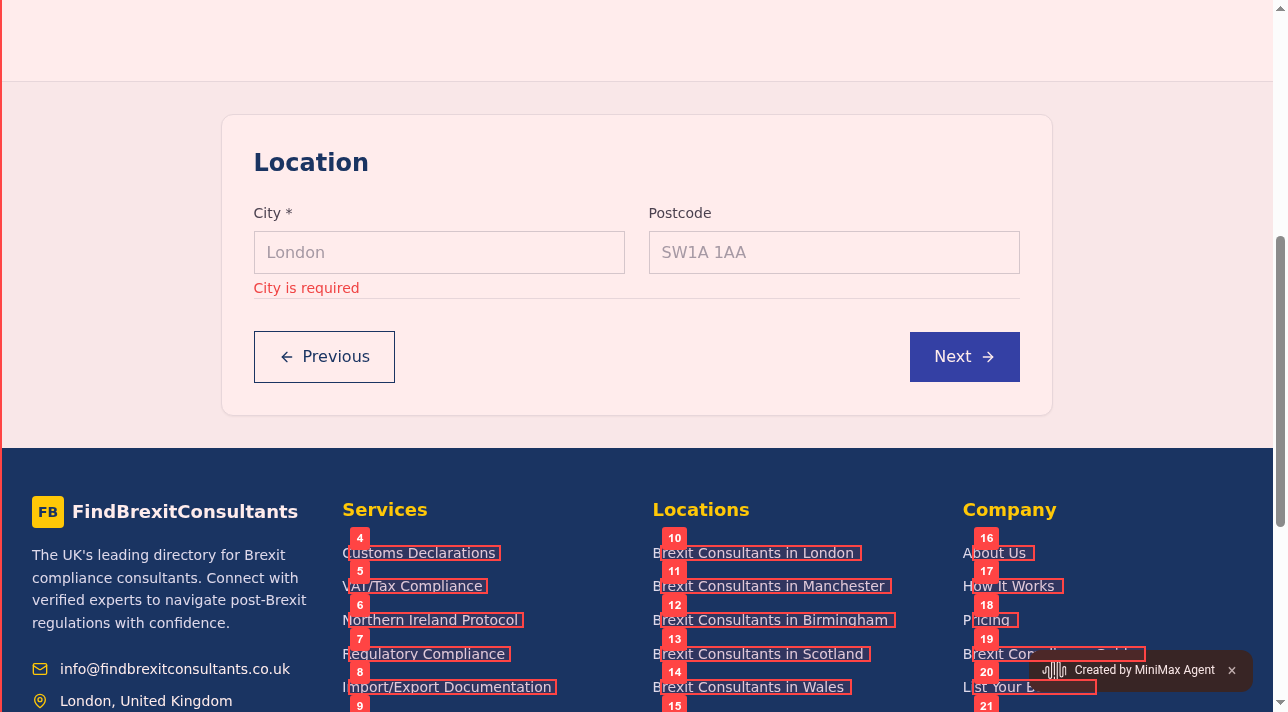 Location
City *
Postcode
London
SW1A 1AA
City is required
Previous
Next
FB FindBrexitConsultants
The UK's leading directory for Brexit
compliance consultants. Connect with
verified experts to navigate post-Brexit
regulations with confidence.
info@findbrexitconsultants.co.uk
London, United Kingdom
Services
4
Customs Declarations
5
VAT/Tax Compliance
6
Northern Ireland Protocol
7
Regulatory Compliance
8
Import/Export Documentation
9
Locations
10
Brexit Consultants in London
11
Brexit Consultants in Manchester
12
Brexit Consultants in Birmingham
13
Brexit Consultants in Scotland
14
Brexit Consultants in Wales
15
Company
16
About Us
17
How It Works
18
Pricing
19
Brexit
20
List Your
21
Created by MiniMax Agent ×